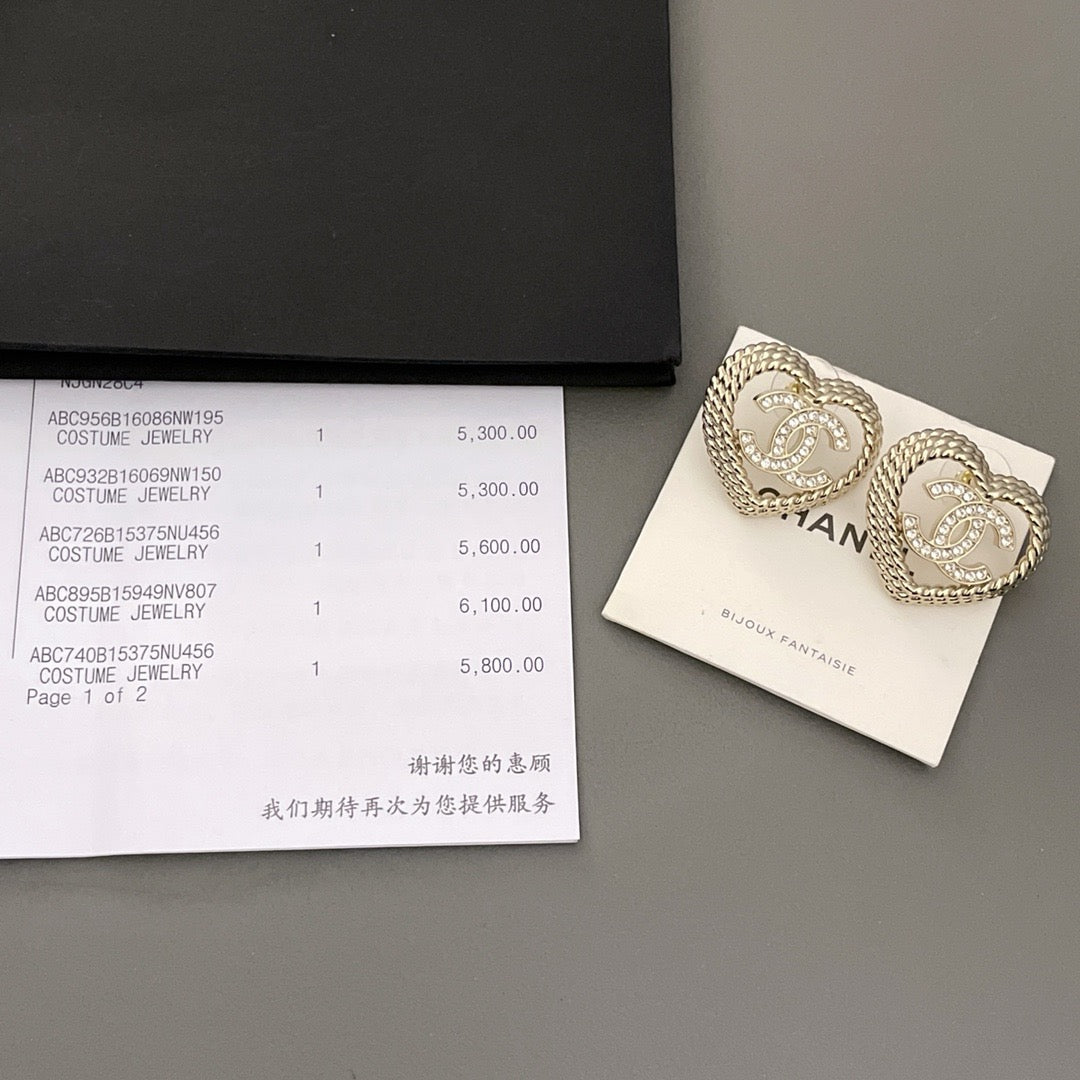 NJGN28C4
ABC956B16086NW195
COSTUME JEWELRY 1 5,300.00
ABC932B16069NW150
COSTUME JEWELRY 1 5,300.00
ABC726B15375NU456
COSTUME JEWELRY 1 5,600.00
ABC895B15949NV807
COSTUME JEWELRY 1 6,100.00
ABC740B15375NU456
COSTUME JEWELRY 1 5,800.00
Page 1 of 2
谢谢您的惠顾
我们期待再次为您提供服务
CHANEL
BIJOUX FANTAISIE